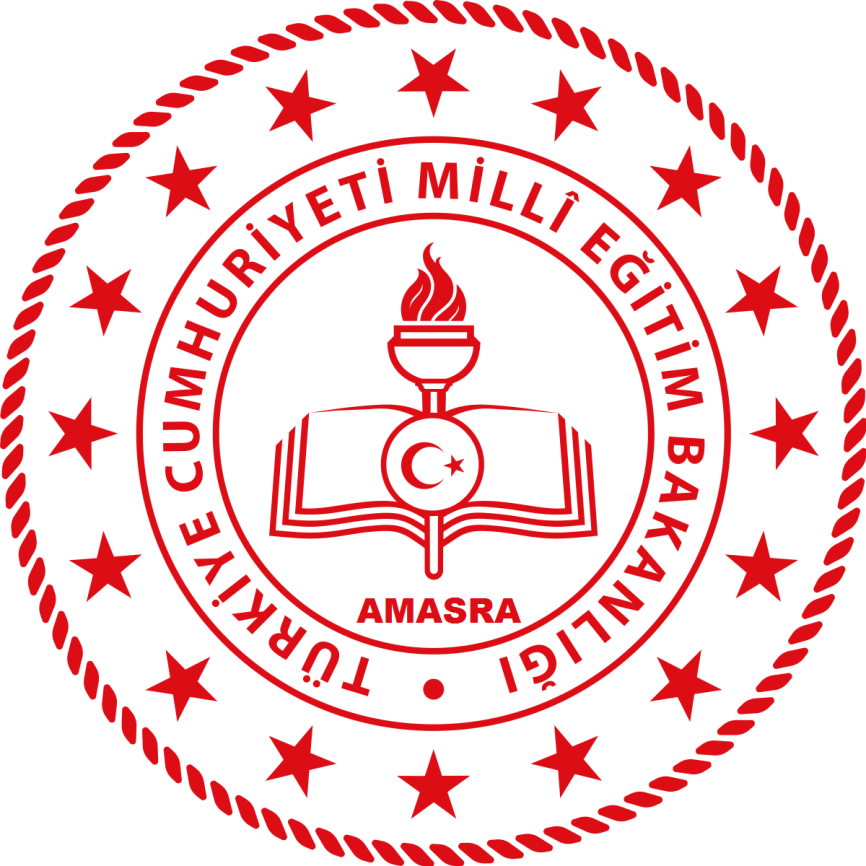 TÜRKİYE CUMHURİYETİ MİLLÎ EĞİTİM BAKANLIĞI
AMASRA